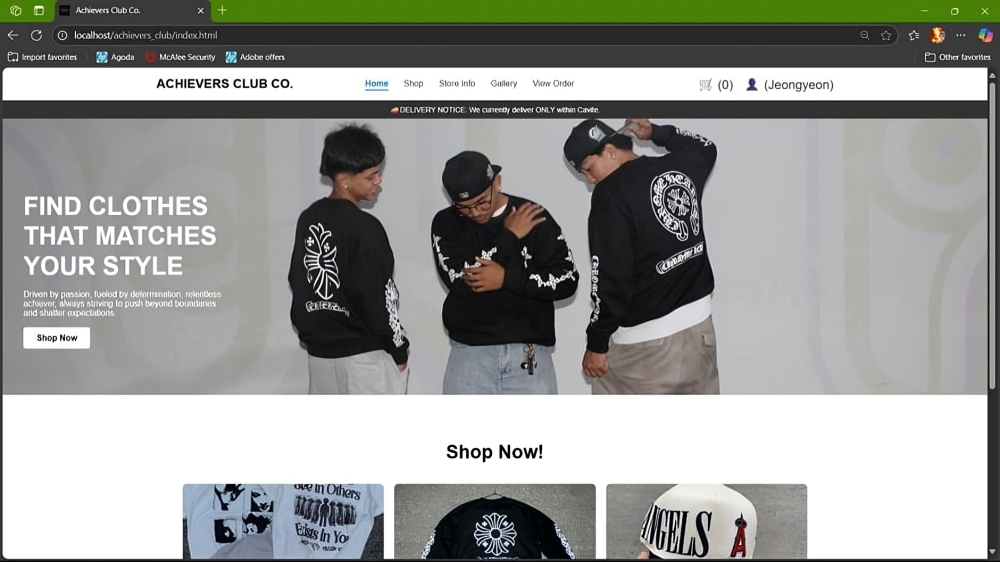 Achievers Club Co.
localhost/achievers_club/index.html
Import favorites
Agoda
McAfee Security
Adobe offers
Other favorites
ACHIEVERS CLUB CO.
Home
Shop
Store Info
Gallery
View Order
(0)
(Jeongyeon)
DELIVERY NOTICE: We currently deliver ONLY within Cavite.
FIND CLOTHES
THAT MATCHES
YOUR STYLE
Driven by passion, fueled by determination, relentless
achiever, always striving to push beyond boundaries
and shatter expectations.
Shop Now
Shop Now!
See in Others
Exists in You
ANGELS
A